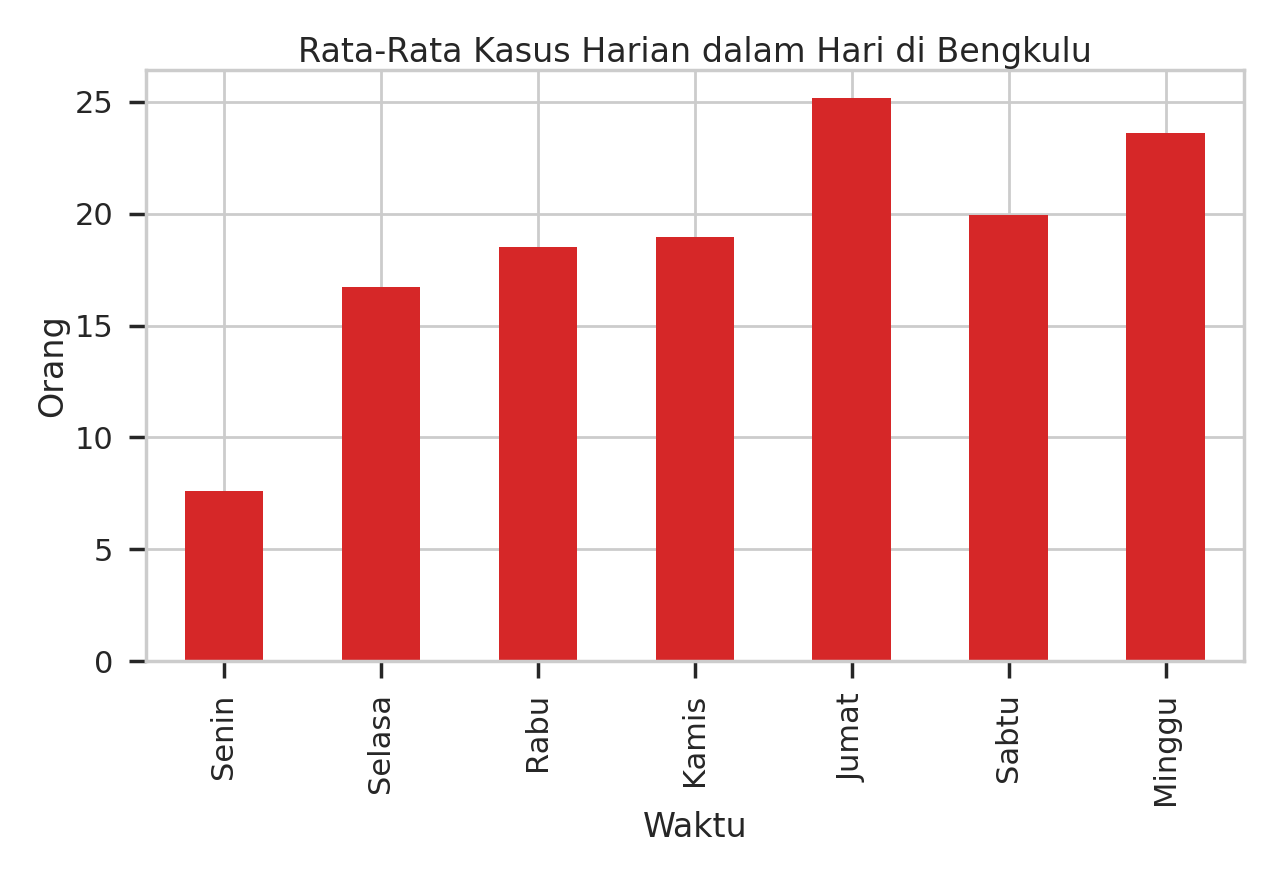 Rata-Rata Kasus Harian dalam Hari di Bengkulu
25
20
15
10
5
0
Orang
Senin
Selasa
Rabu
Kamis
Jumat
Sabtu
Minggu
Waktu